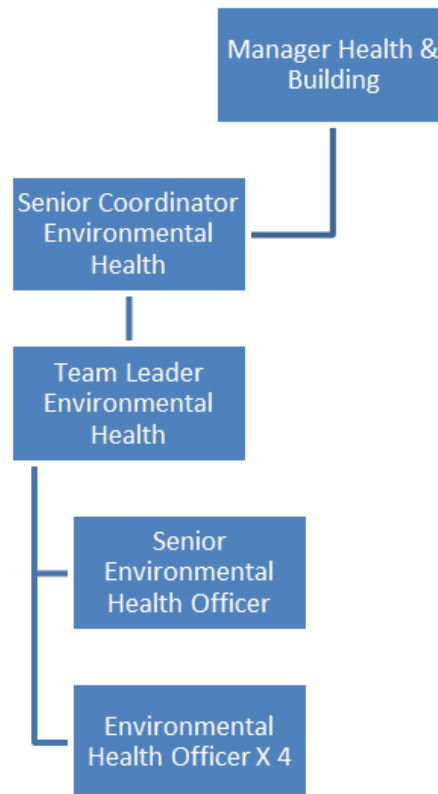 Manager Health &
Building
Senior Coordinator
Environmental
Health
Team Leader
Environmental
Health
Senior
Environmental
Health Officer
Environmental
Health Officer X 4